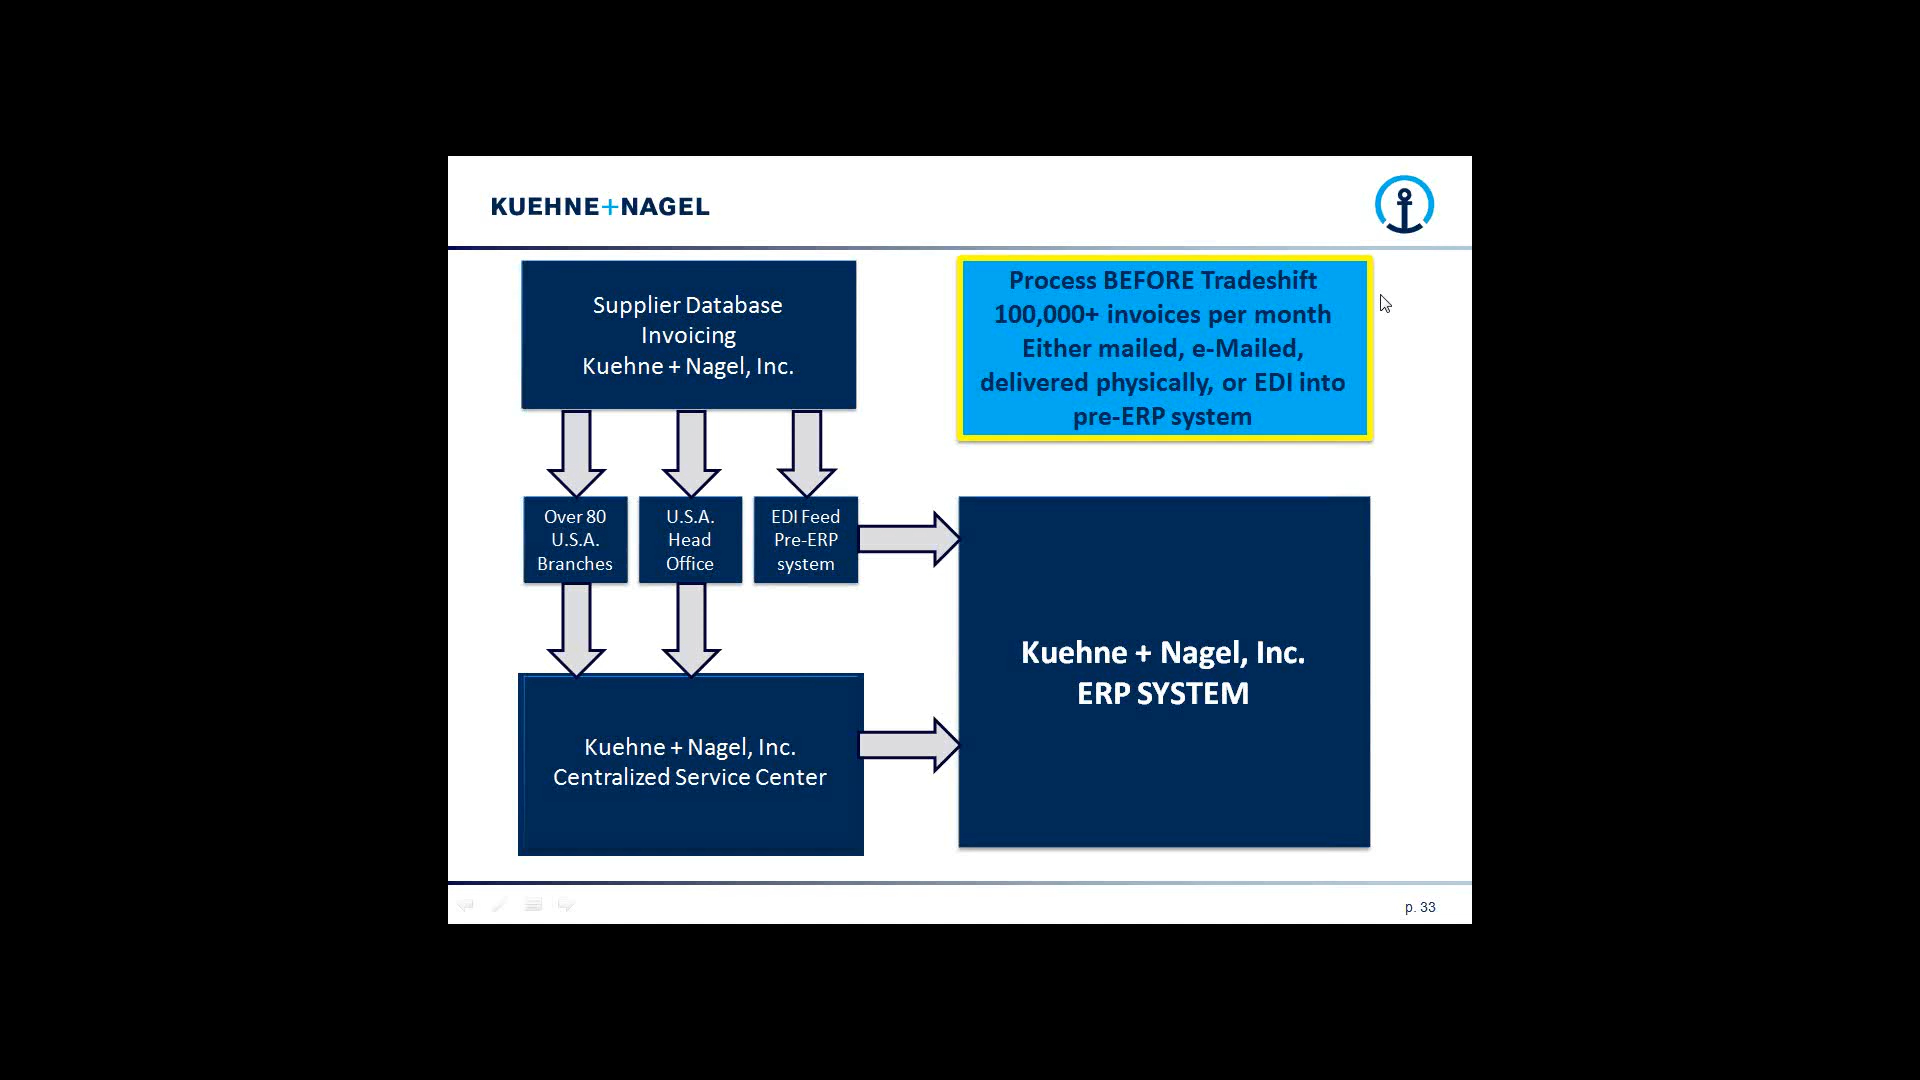 KUEHNE+NAGEL
Supplier Database
Invoicing
Kuehne + Nagel, Inc.
Process BEFORE Tradeshift
100,000+ invoices per month
Either mailed, e-Mailed,
delivered physically, or EDI into
pre-ERP system
Over 80
U.S.A.
Branches
U.S.A.
Head
Office
EDI Feed
Pre-ERP
system
Kuehne + Nagel, Inc.
ERP SYSTEM
Kuehne + Nagel, Inc.
Centralized Service Center
p. 33